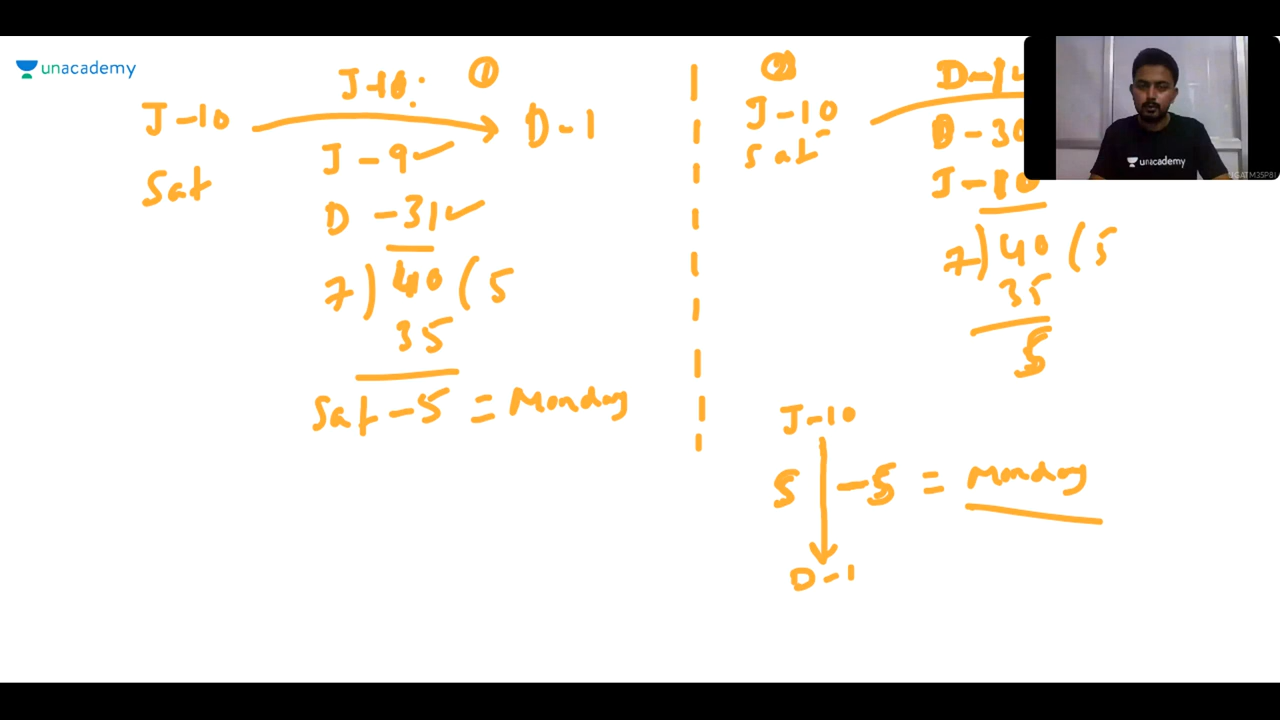 unacademy
①
J-10
J-10 → D-1
Sat
J-9 ✓
D-31 ✓
7)40(5
35
Sat-5 = Monday
②
J-10
Sat
D-30
J-10
7)40(5
35
5
J-10
5 -5 = Monday
D-1
unacademy